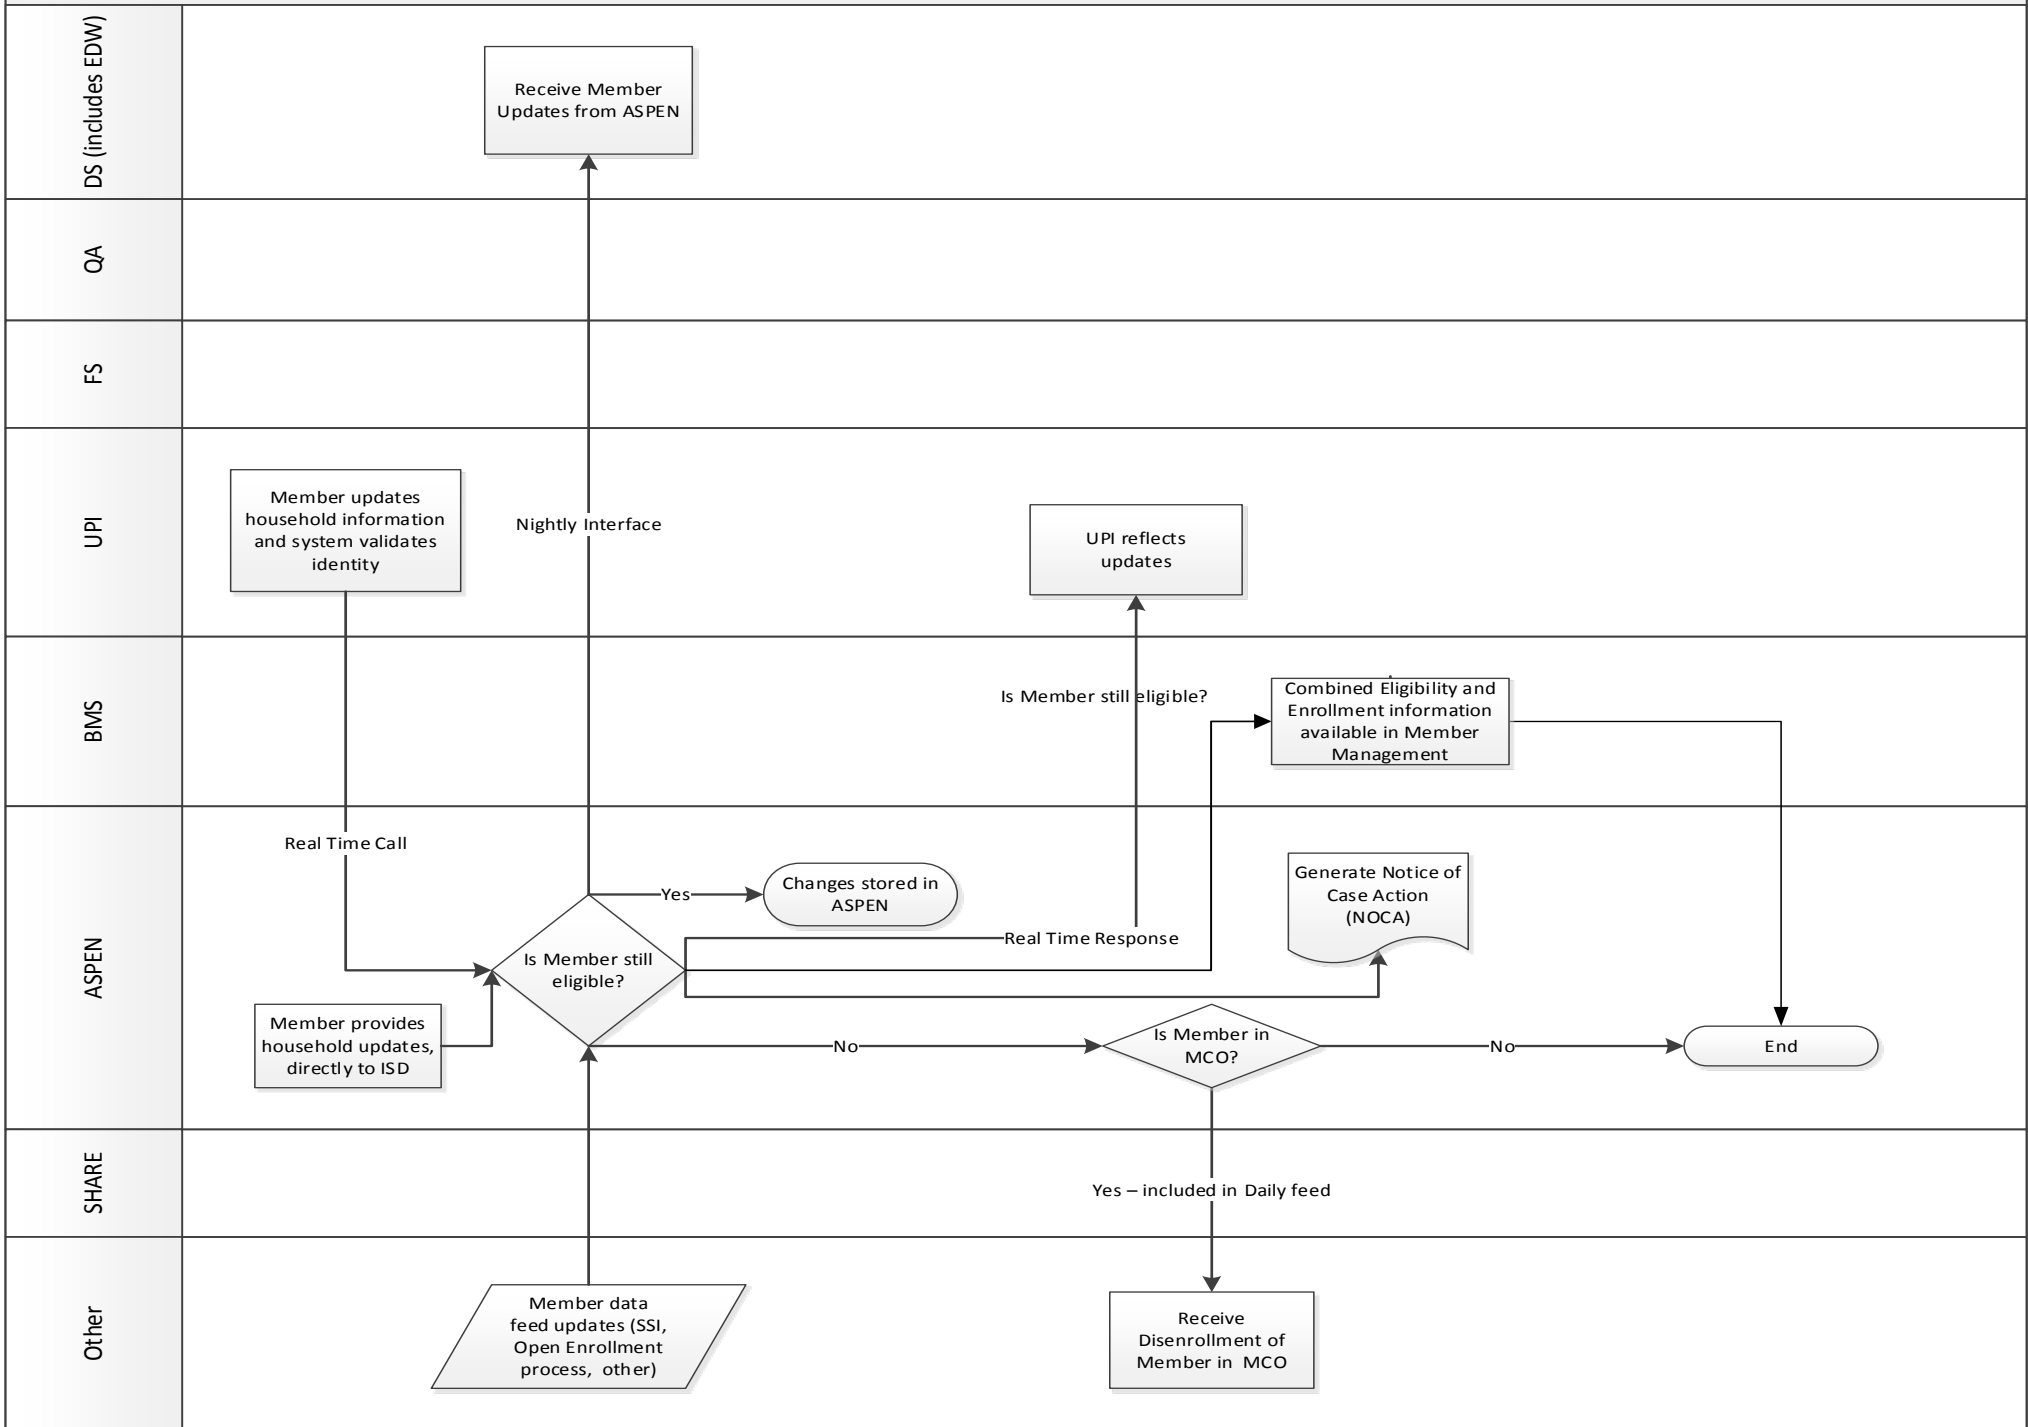 DS (includes EDW)
Receive Member
Updates from ASPEN
QA
FS
UPI
Member updates
household information
and system validates
identity
Nightly Interface
UPI reflects
updates
BMS
Is Member still eligible?
Combined Eligibility and
Enrollment information
available in Member
Management
ASPEN
Real Time Call
Yes
Changes stored in
ASPEN
Generate Notice of
Case Action
(NOCA)
Real Time Response
Is Member still
eligible?
Member provides
household updates,
directly to ISD
No
Is Member in
MCO?
No
End
SHARE
Yes – included in Daily feed
Other
Member data
feed updates (SSI,
Open Enrollment
process, other)
Receive
Disenrollment of
Member in MCO